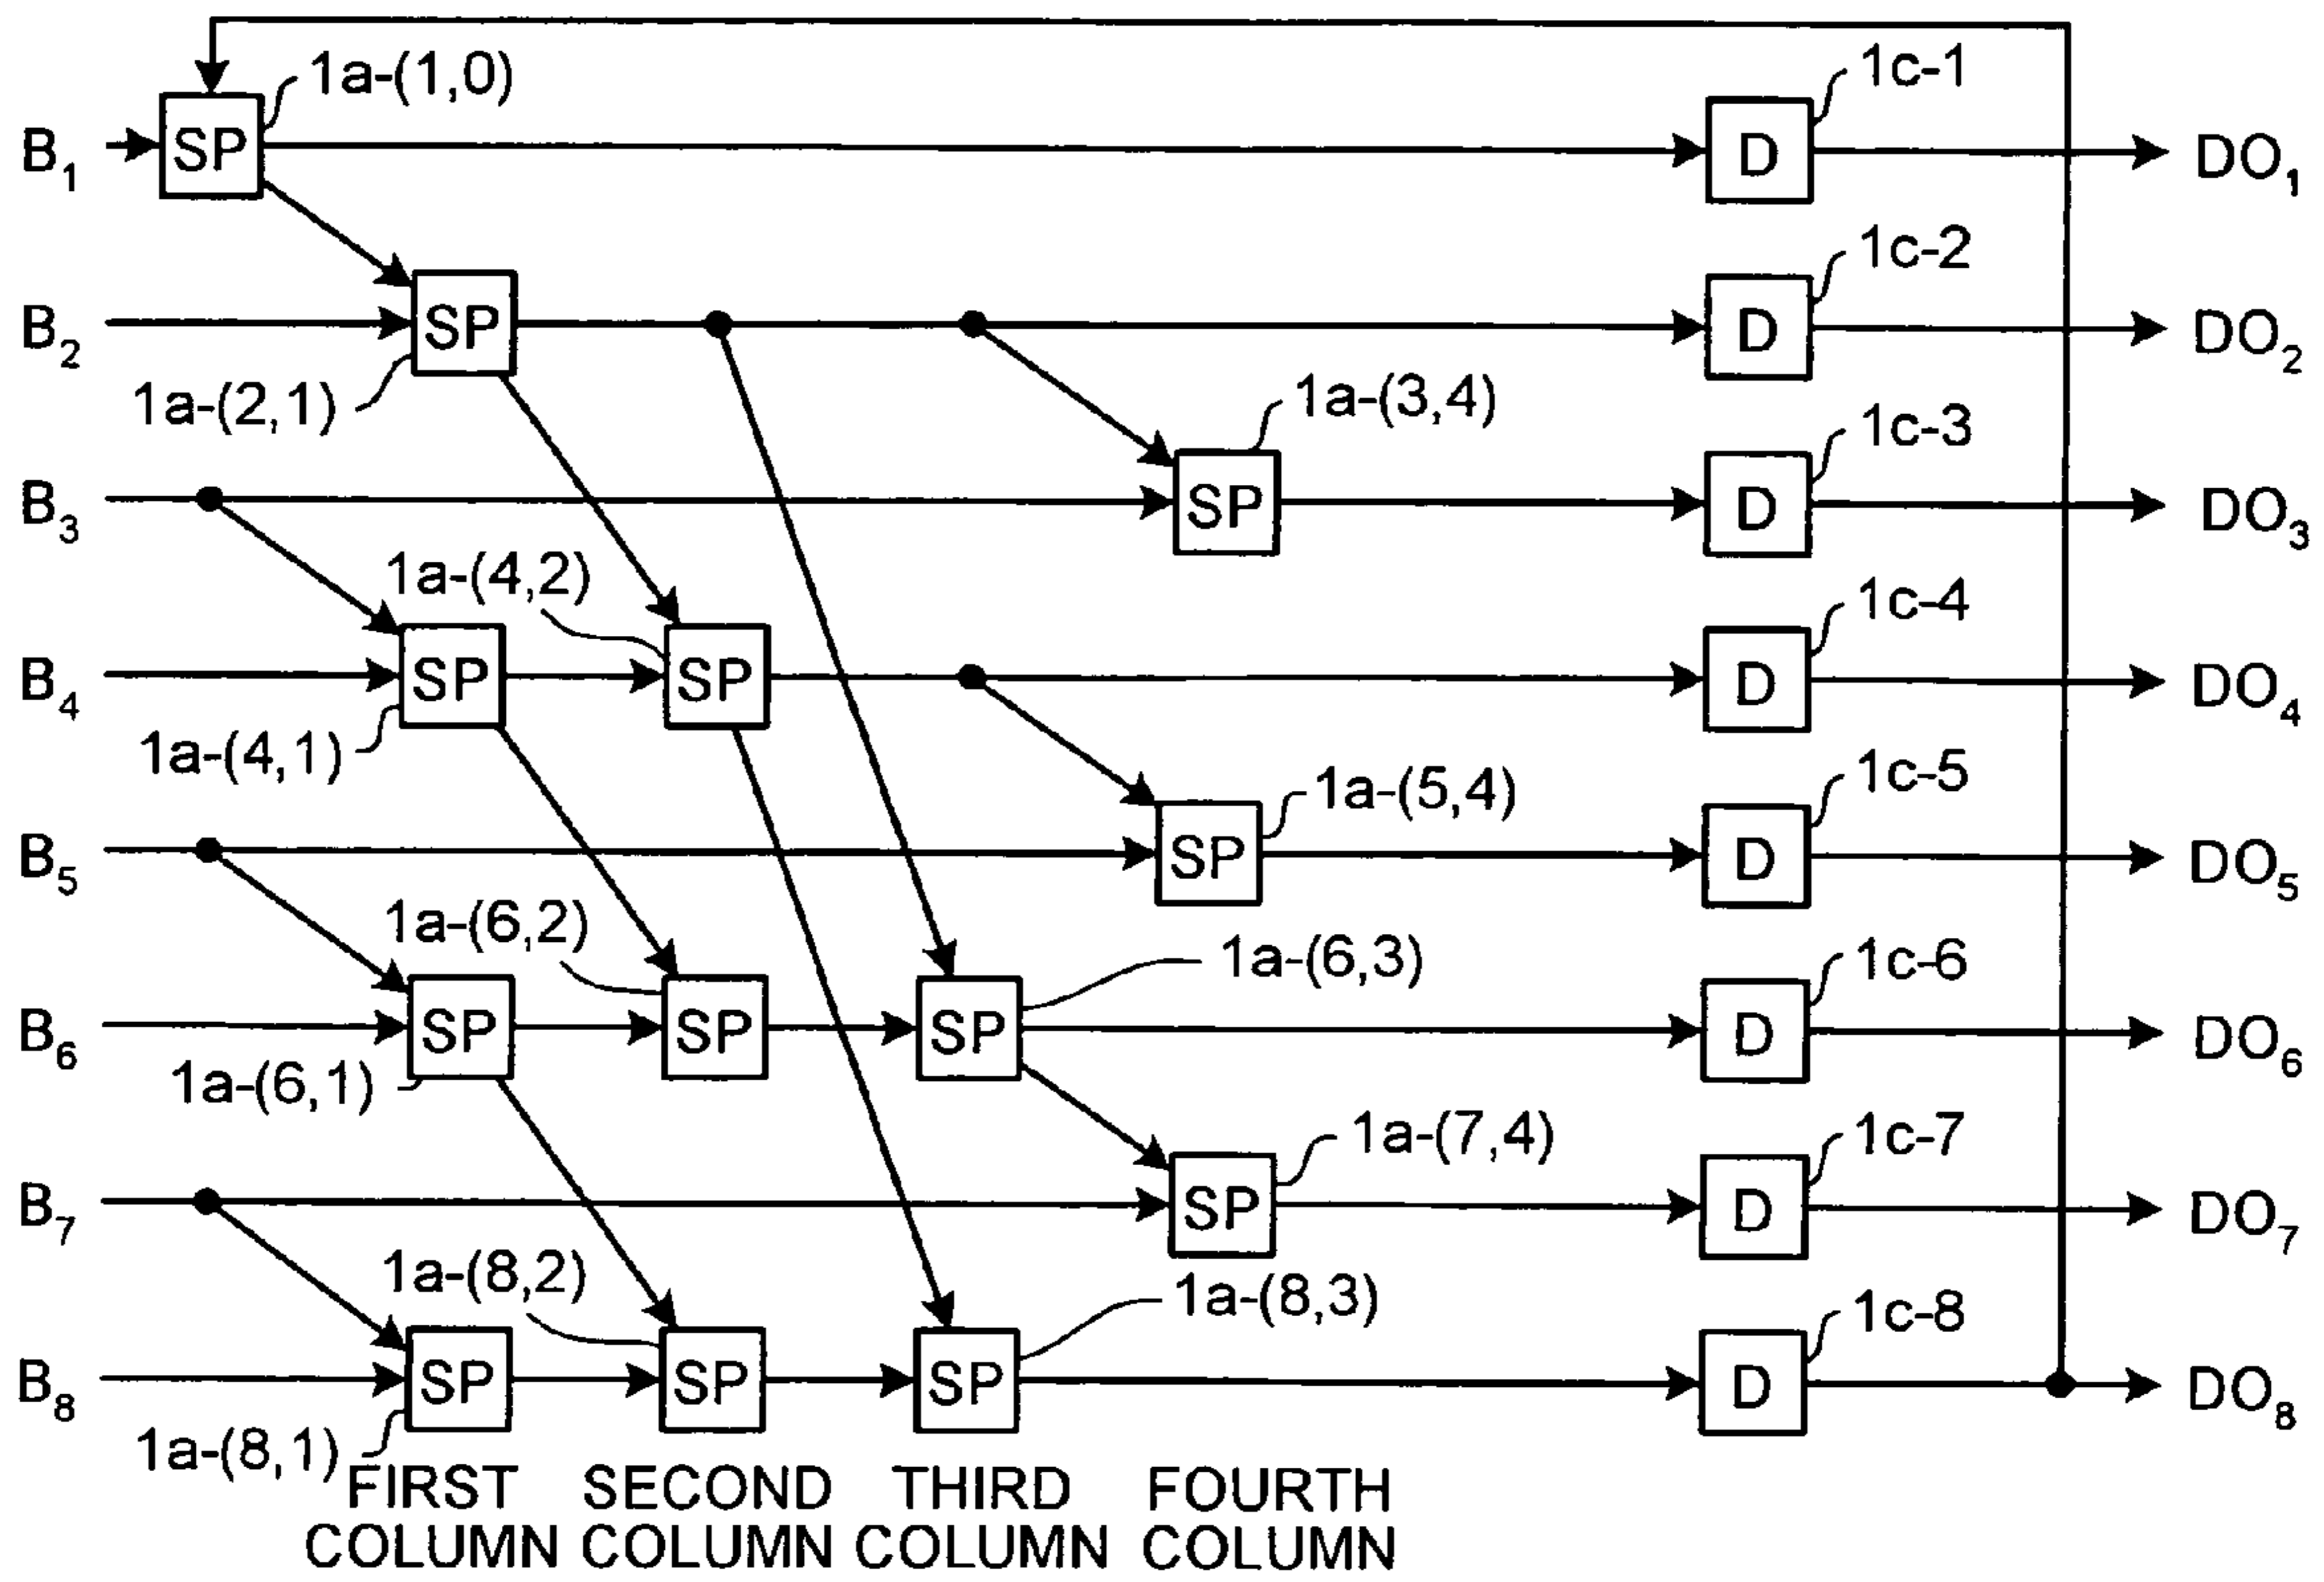 1a-(1,0)
1c-1
B1 SP D DO1
1c-2
B2 SP D DO2
1a-(2,1)
1a-(3,4)
1c-3
B3 SP D DO3
1a-(4,2)
1c-4
B4 SP SP D DO4
1a-(4,1)
1a-(5,4)
1c-5
B5 SP D DO5
1a-(6,2)
1a-(6,3)
1c-6
B6 SP SP SP D DO6
1a-(6,1)
1a-(7,4)
1c-7
B7 SP D DO7
1a-(8,2)
1a-(8,3)
1c-8
B8 SP SP SP D DO8
1a-(8,1)
FIRST SECOND THIRD FOURTH
COLUMN COLUMN COLUMN COLUMN